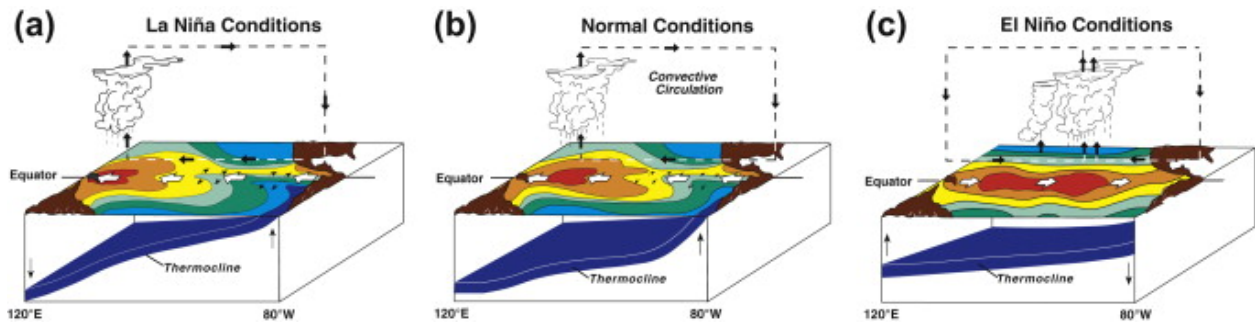 (a)
La Niña Conditions
Equator
Thermocline
120°E
80°W
(b)
Normal Conditions
Convective
Circulation
Equator
Thermocline
120°E
80°W
(c)
El Niño Conditions
Equator
Thermocline
120°E
80°W